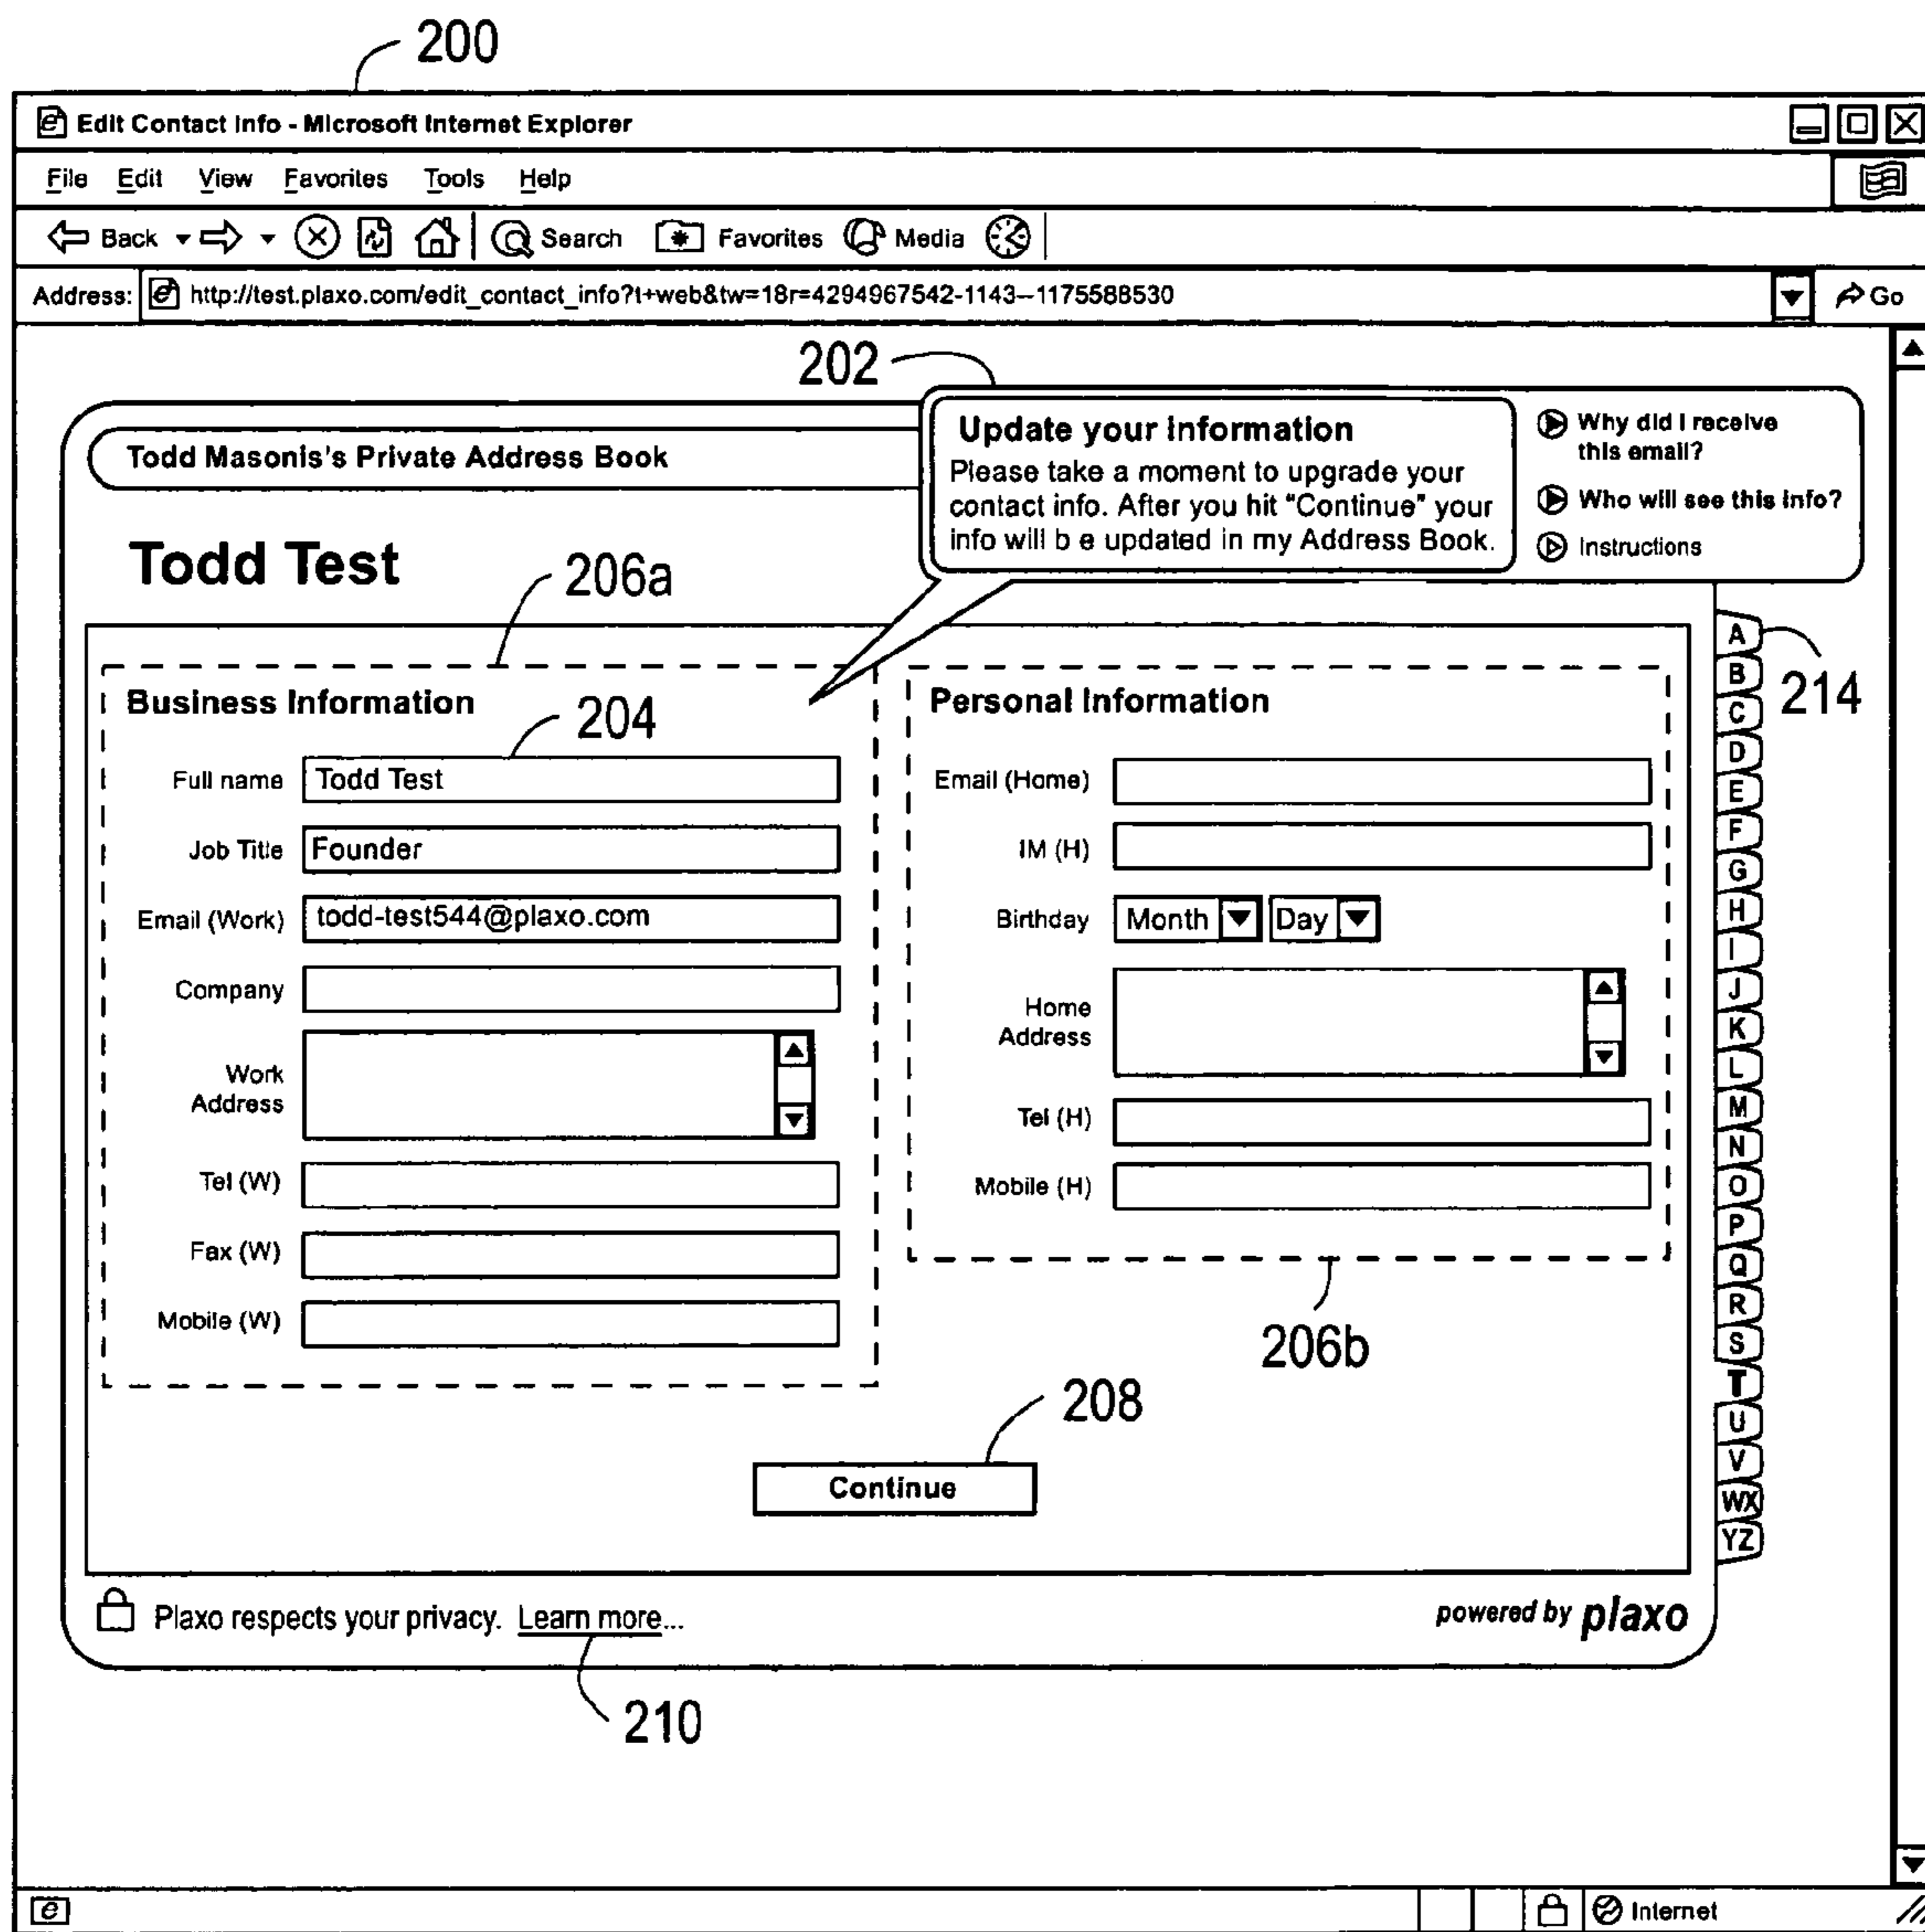 200
Edit Contact Info - Microsoft Internet Explorer
File Edit View Favorites Tools Help
Back Search Favorites Media
Address: http://test.plaxo.com/edit_contact_info?t+web&tw=18r=4294967542-1143--1175588530 Go
202
Todd Masonis's Private Address Book
Update your Information
Please take a moment to upgrade your
contact info. After you hit "Continue" your
info will b e updated in my Address Book.
Why did I receive
this email?
Who will see this info?
Instructions
Todd Test
206a
214
Business Information
204
Full name Todd Test
Job Title Founder
Email (Work) todd-test544@plaxo.com
Company
Work
Address
Tel (W)
Fax (W)
Mobile (W)
Personal Information
Email (Home)
IM (H)
Birthday Month Day
Home
Address
Tel (H)
Mobile (H)
206b
A
B
C
D
E
F
G
H
I
J
K
L
M
N
O
P
Q
R
S
T
U
V
WX
YZ
208
Continue
Plaxo respects your privacy. Learn more...
powered by plaxo
210
Internet